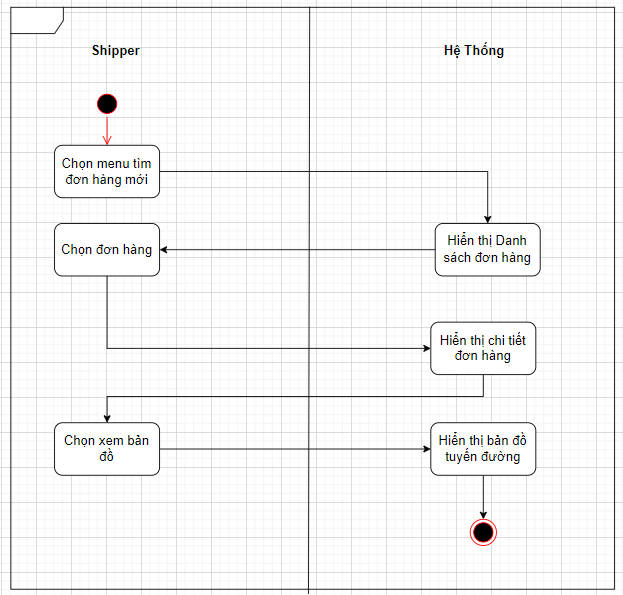 Shipper
Hệ Thống
Chọn menu tìm
đơn hàng mới
Hiển thị Danh
sách đơn hàng
Chọn đơn hàng
Hiển thị chi tiết
đơn hàng
Chọn xem bản
đồ
Hiển thị bản đồ
tuyến đường